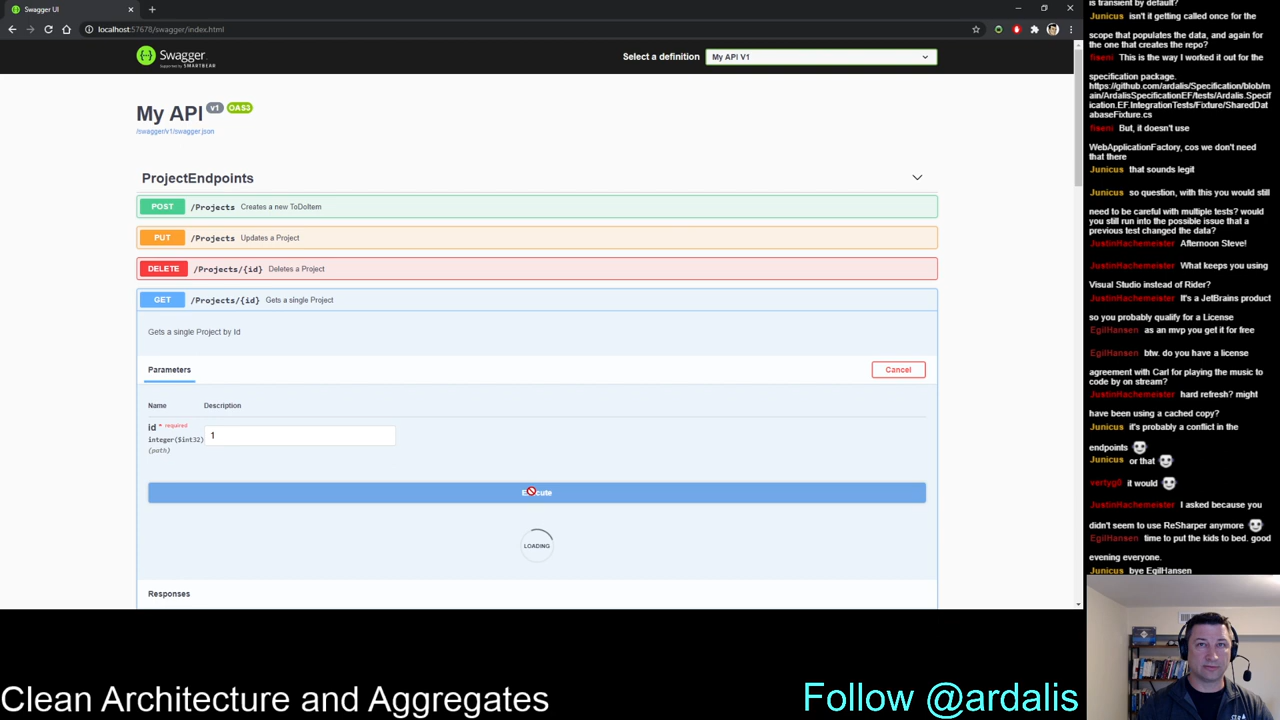 Swagger UI
localhost:57678/swagger/index.html
Swagger
Supported by SMARTBEAR
Select a definition
My API V1
My API v1 OAS3
/swagger/v1/swagger.json
ProjectEndpoints
POST /Projects Creates a new ToDoItem
PUT /Projects Updates a Project
DELETE /Projects/{id} Deletes a Project
GET /Projects/{id} Gets a single Project
Gets a single Project by Id
Parameters
Cancel
Name Description
id * required
integer($int32)
(path)
1
Execute
LOADING
Responses
is transient by default?
Junicus isn't it getting called once for the
scope that populates the data, and again for
the one that creates the repo?
fiseni This is the way I worked it out for the
specification package.
https://github.com/ardalis/Specification/blob/m
ain/ArdalisSpecificationEF/tests/Ardalis.Specif
ication.EF.IntegrationTests/Fixture/SharedDat
abaseFixture.cs
fiseni But, it doesn't use
WebApplicationFactory, cos we don't need
that there
Junicus that sounds legit
Junicus so question, with this you would still
need to be careful with multiple tests? would
you still run into the possible issue that a
previous test changed the data?
JustinHachemeister Afternoon Steve!
JustinHachemeister What keeps you using
Visual Studio instead of Rider?
JustinHachemeister It's a JetBrains product
so you probably qualify for a License
EgilHansen as an mvp you get it for free
EgilHansen btw. do you have a license
agreement with Carl for playing the music to
code by on stream?
JustinHachemeister hard refresh? might
have been using a cached copy?
Junicus it's probably a conflict in the
endpoints
Junicus or that
vertyg0 it would
JustinHachemeister I asked because you
didn't seem to use ReSharper anymore
EgilHansen time to put the kids to bed. good
evening everyone.
Junicus bye EgilHansen
Clean Architecture and Aggregates
Follow @ardalis